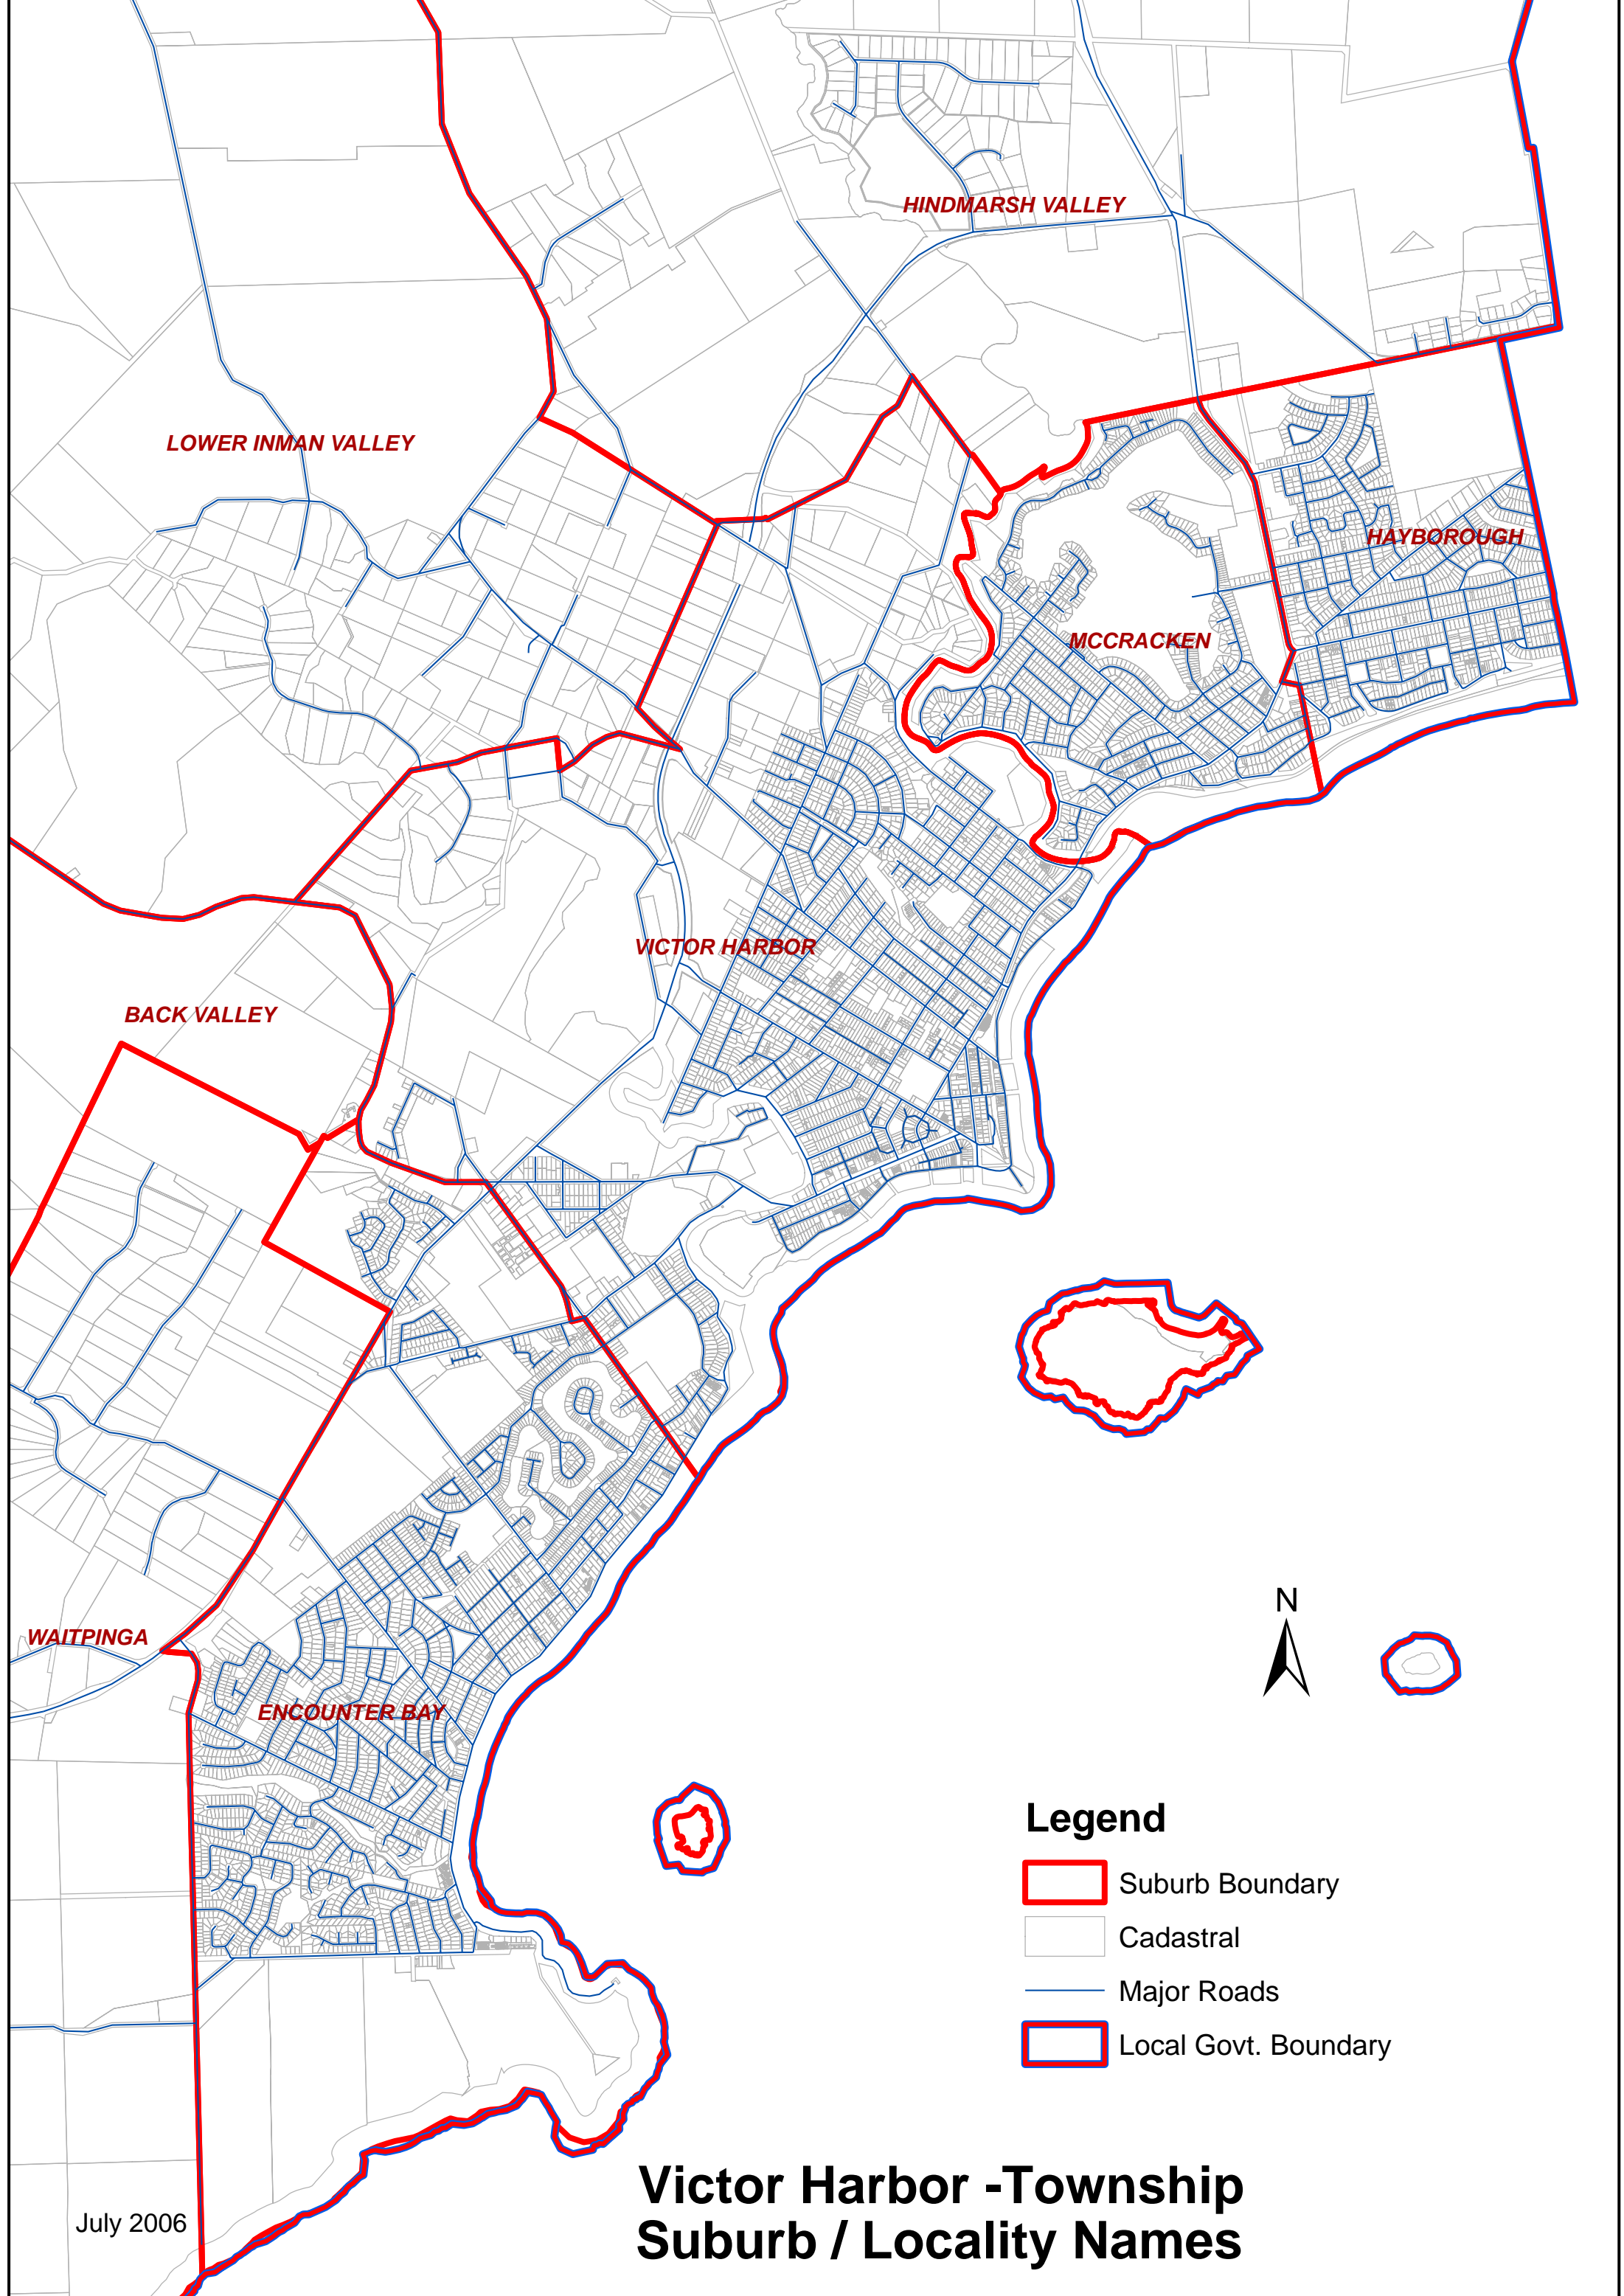 HINDMARSH VALLEY
LOWER INMAN VALLEY
HAYBOROUGH
MCCRACKEN
VICTOR HARBOR
BACK VALLEY
WAITPINGA
ENCOUNTER BAY
N
Legend
Suburb Boundary
Cadastral
Major Roads
Local Govt. Boundary
Victor Harbor -Township
Suburb / Locality Names
July 2006